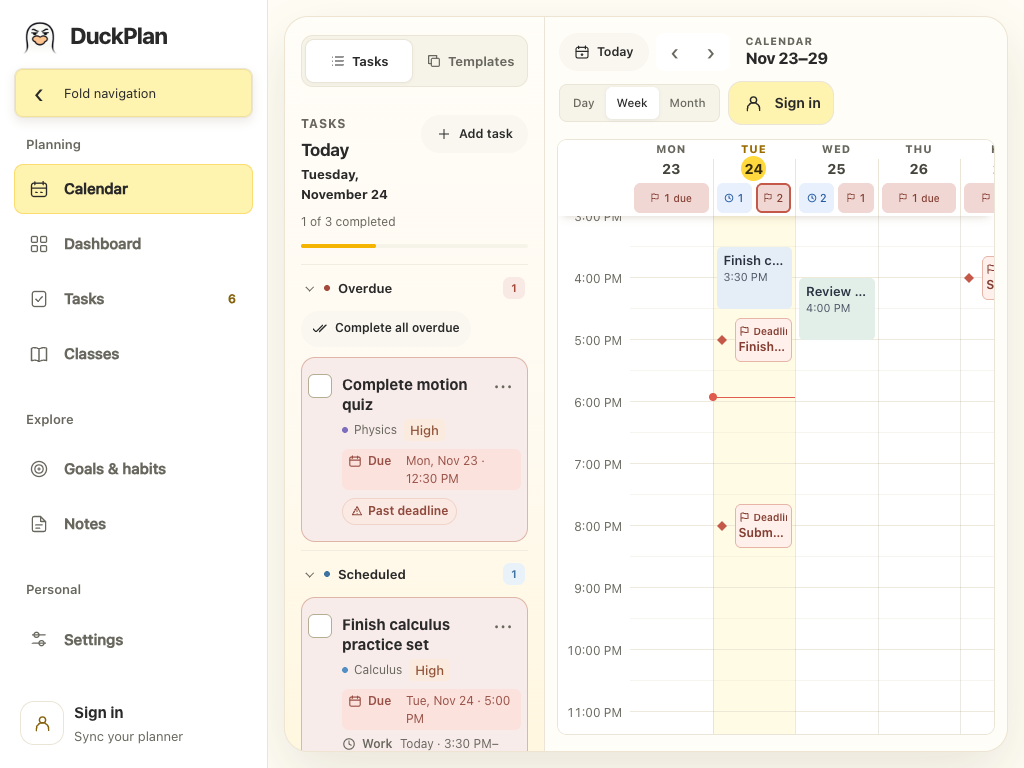 DuckPlan
Fold navigation
Planning
Calendar
Dashboard
Tasks 6
Classes
Explore
Goals & habits
Notes
Personal
Settings
Sign in
Sync your planner
Tasks
Templates
TASKS
Today
Tuesday,
November 24
Add task
1 of 3 completed
Overdue 1
Complete all overdue
Complete motion
quiz
Physics High
Due Mon, Nov 23 ·
12:30 PM
Past deadline
Scheduled 1
Finish calculus
practice set
Calculus High
Due Tue, Nov 24 · 5:00
PM
Work Today · 3:30 PM–
Today
CALENDAR
Nov 23–29
Day Week Month
Sign in
MON TUE WED THU
23 24 25 26
1 due 1 2 2 1 1 due
3:00 PM
4:00 PM
5:00 PM
6:00 PM
7:00 PM
8:00 PM
9:00 PM
10:00 PM
11:00 PM
Finish c...
3:30 PM
Review ...
4:00 PM
Deadli
Finish...
Deadli
Subm...
S